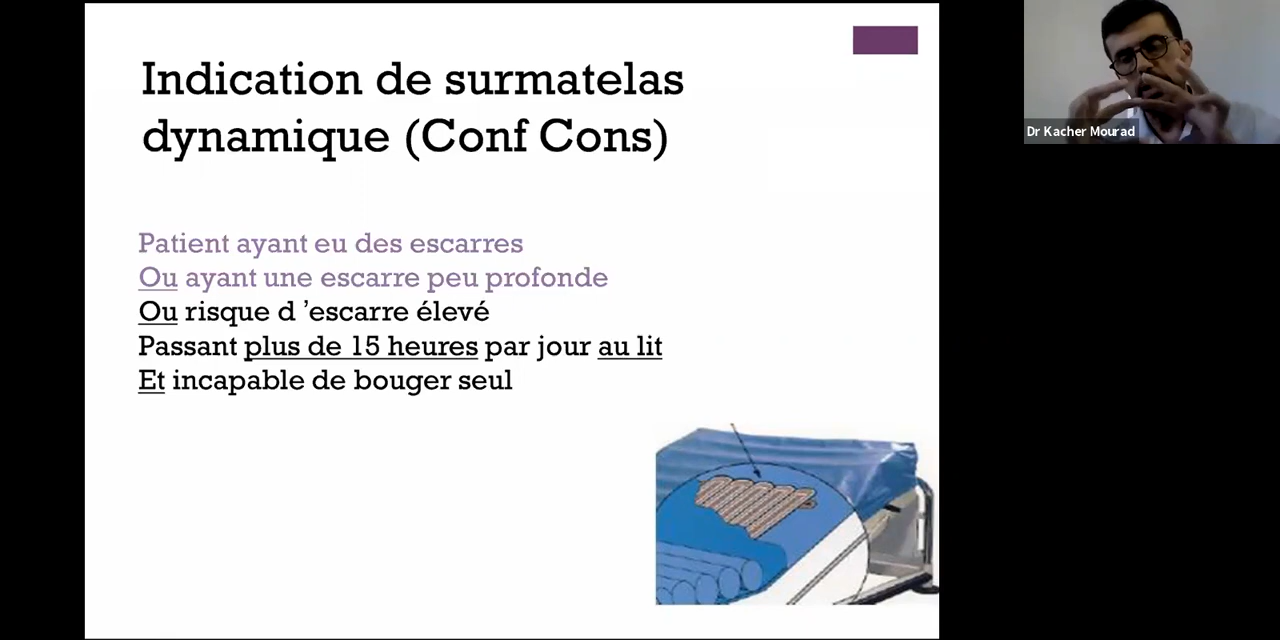 Indication de surmatelas
dynamique (Conf Cons)
Patient ayant eu des escarres
Ou ayant une escarre peu profonde
Ou risque d ’escarre élevé
Passant plus de 15 heures par jour au lit
Et incapable de bouger seul
Dr Kacher Mourad